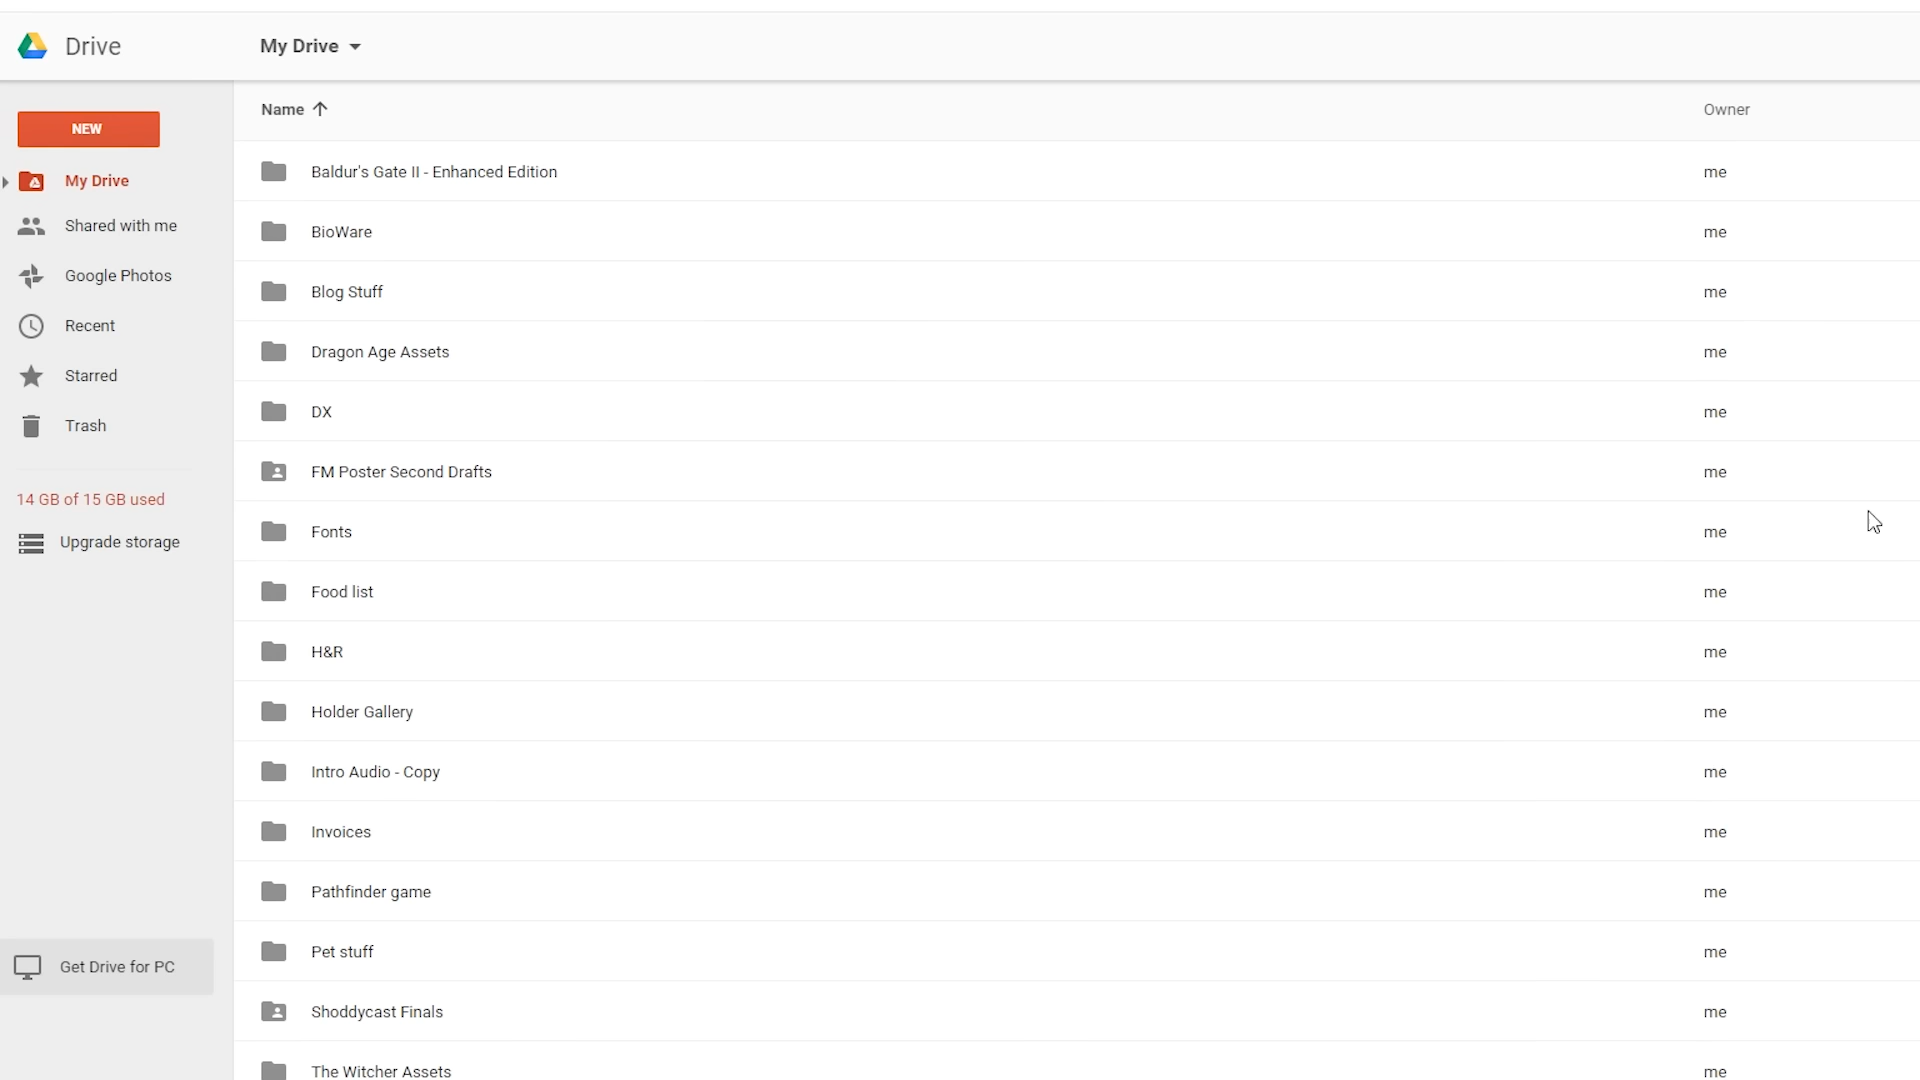 Drive
My Drive
Name
Owner
NEW
My Drive
Shared with me
Google Photos
Recent
Starred
Trash
14 GB of 15 GB used
Upgrade storage
Get Drive for PC
Baldur's Gate II - Enhanced Edition me
BioWare me
Blog Stuff me
Dragon Age Assets me
DX me
FM Poster Second Drafts me
Fonts me
Food list me
H&R me
Holder Gallery me
Intro Audio - Copy me
Invoices me
Pathfinder game me
Pet stuff me
Shoddycast Finals me
The Witcher Assets me